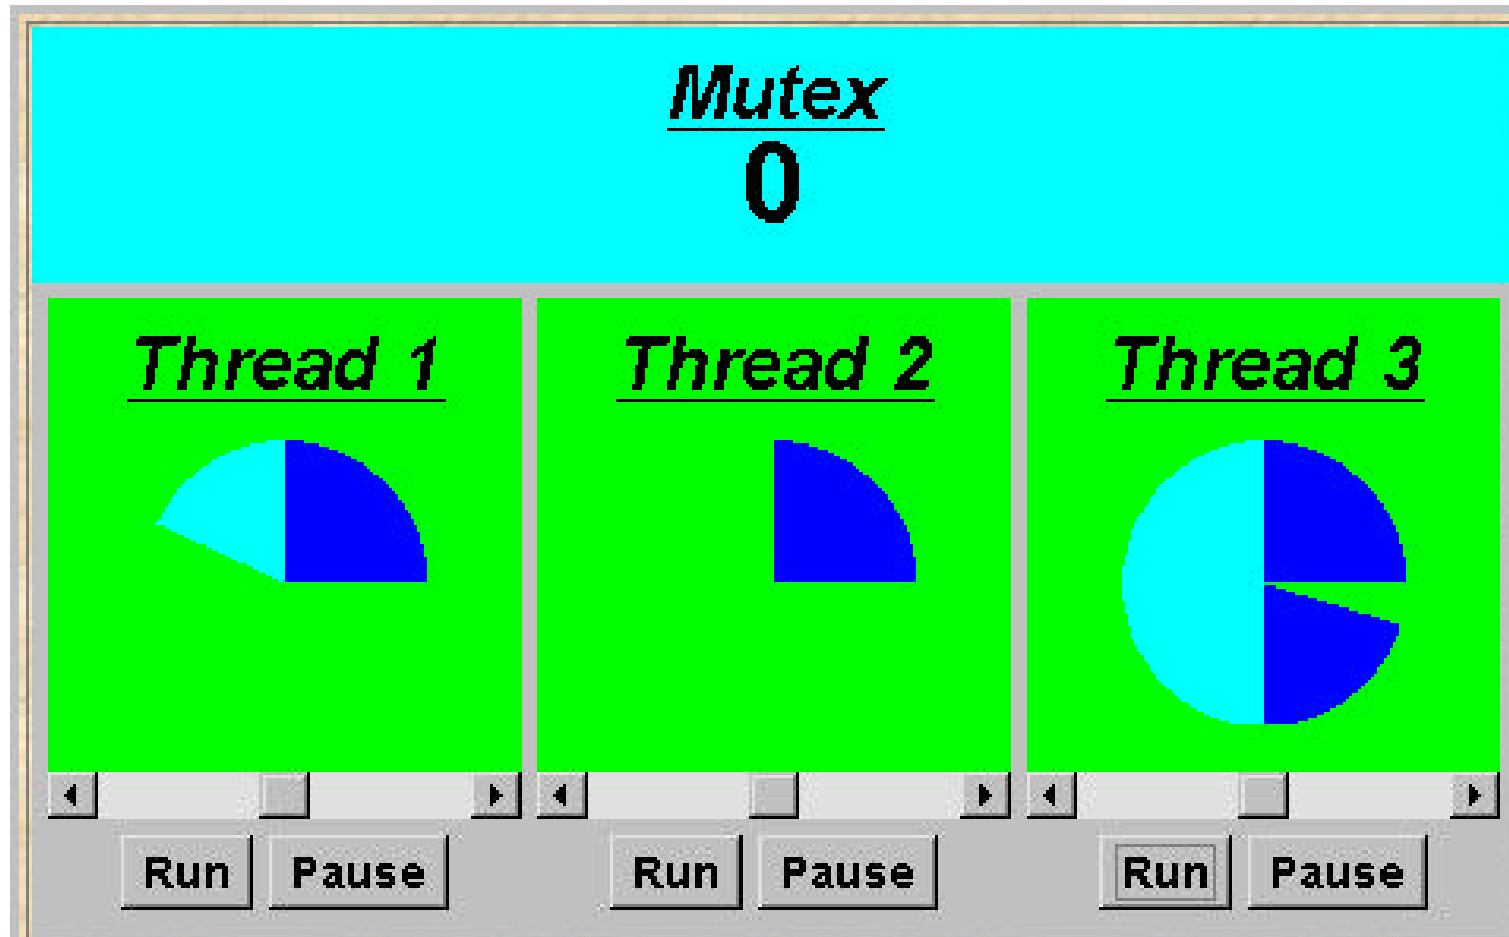 Mutex
0
Thread 1 Thread 2 Thread 3
Run Pause Run Pause Run Pause